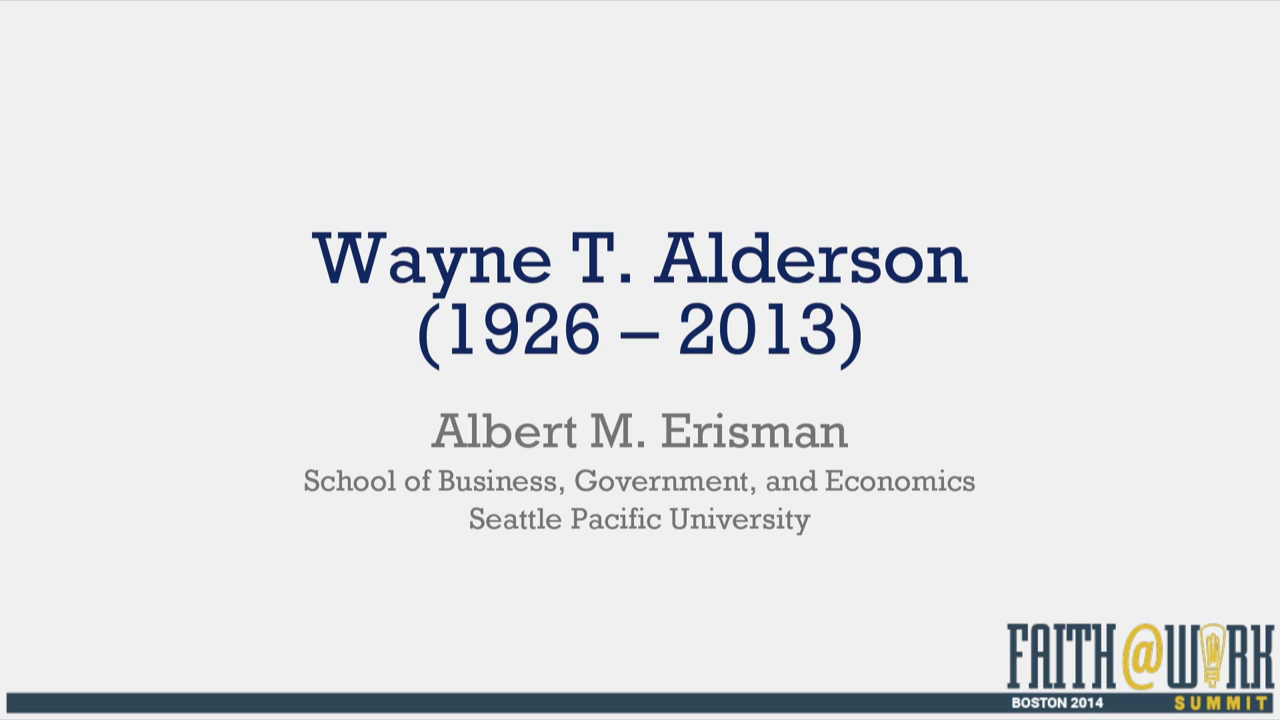 Wayne T. Alderson
(1926 – 2013)
Albert M. Erisman
School of Business, Government, and Economics
Seattle Pacific University
FAITH@WORK
BOSTON 2014 SUMMIT